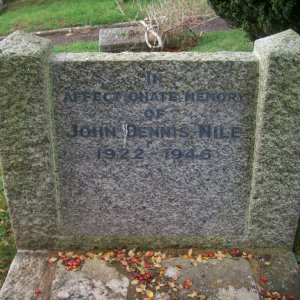 IN
AFFECTIONATE MEMORY
OF
JOHN DENNIS NILE
1922 - 1946